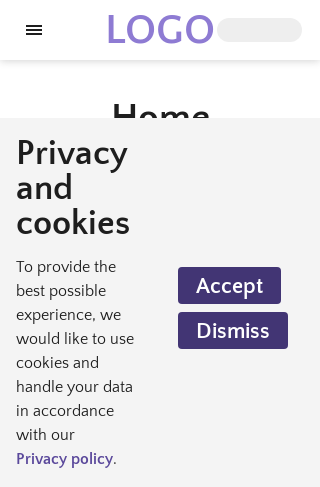 LOGO
Home
Privacy
and
cookies
To provide the
best possible
experience, we
would like to use
cookies and
handle your data
in accordance
with our
Privacy policy.
Accept
Dismiss